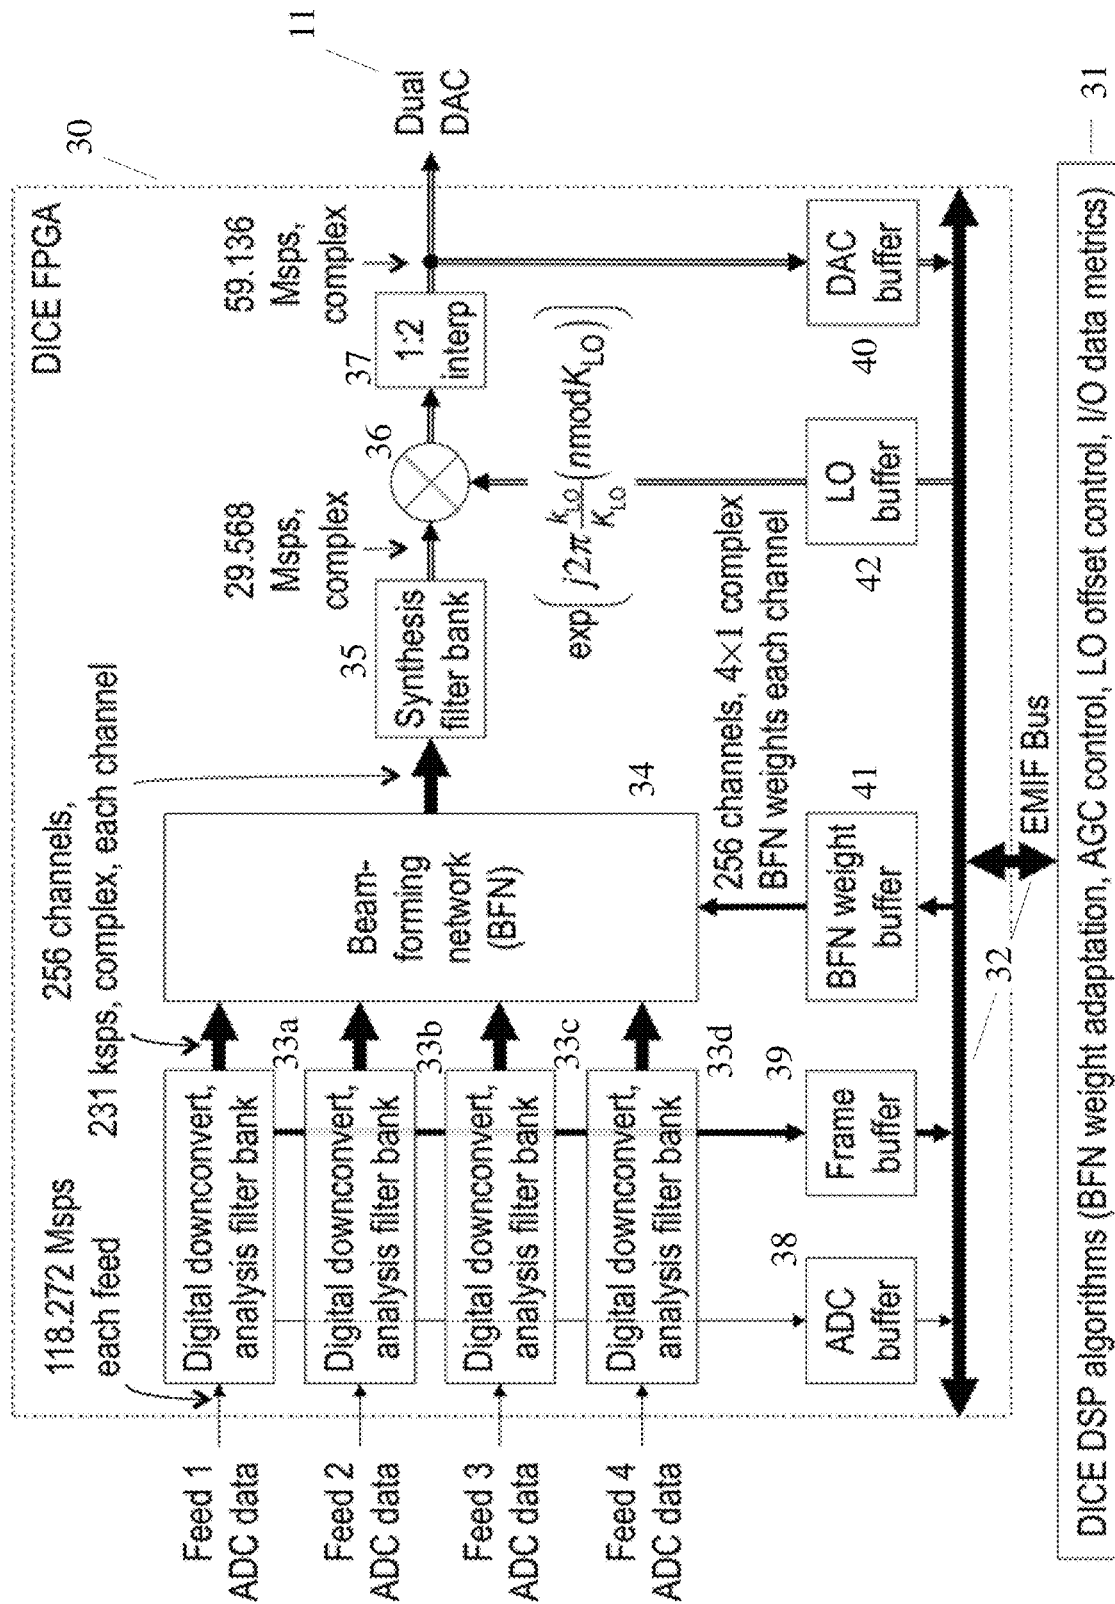 DICE FPGA
30
118.272 Msps
each feed
256 channels,
231 ksps, complex, each channel
29.568
Msps,
complex
59.136
Msps,
complex
11
Dual
DAC
Feed 1
ADC data
Digital downconvert,
analysis filter bank
33a
Feed 2
ADC data
Digital downconvert,
analysis filter bank
33b
Feed 3
ADC data
Digital downconvert,
analysis filter bank
33c
Feed 4
ADC data
Digital downconvert,
analysis filter bank
33d
Beam-
forming
network
(BFN)
34
35
Synthesis
filter bank
36
37
1:2
interp
exp(j2π k_LO/K_LO (nmodK_LO))
256 channels, 4×1 complex
BFN weights each channel
38
ADC
buffer
39
Frame
buffer
41
BFN weight
buffer
42
LO
buffer
40
DAC
buffer
32
EMIF Bus
31
DICE DSP algorithms (BFN weight adaptation, AGC control, LO offset control, I/O data metrics)